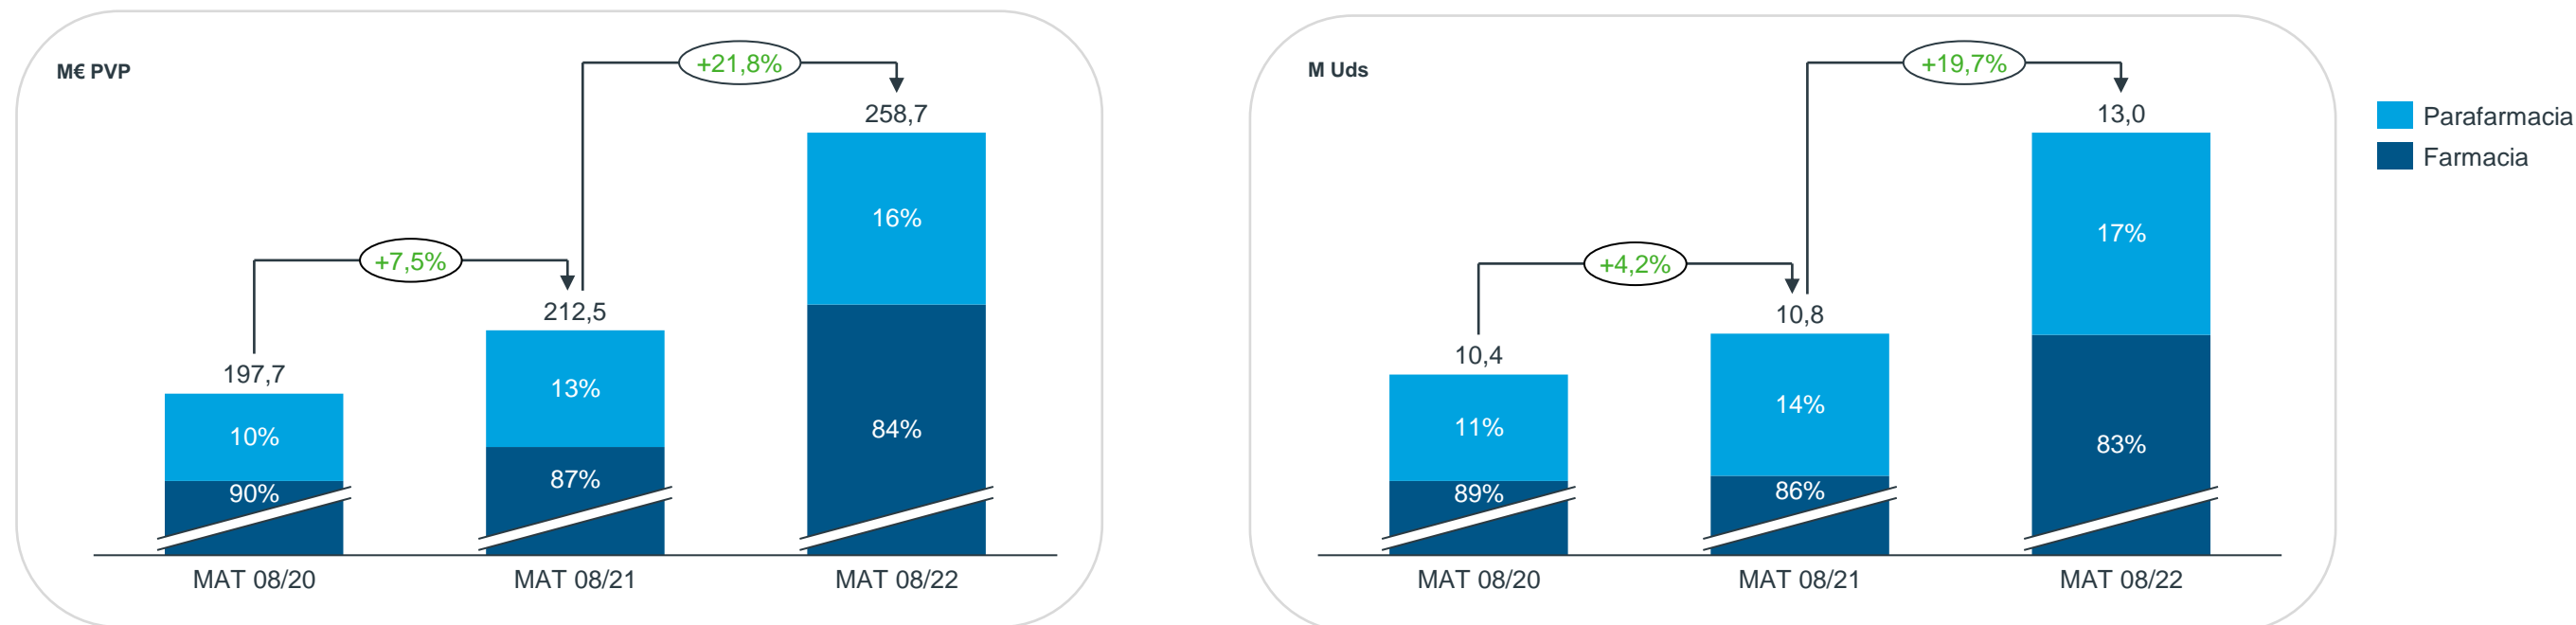 M€ PVP
+21,8%
258,7
16%
+7,5%
212,5
84%
13%
197,7
87%
10%
90%
MAT 08/20
MAT 08/21
MAT 08/22
M Uds
+19,7%
13,0
17%
+4,2%
10,8
83%
10,4
14%
11%
86%
89%
MAT 08/20
MAT 08/21
MAT 08/22
Parafarmacia
Farmacia